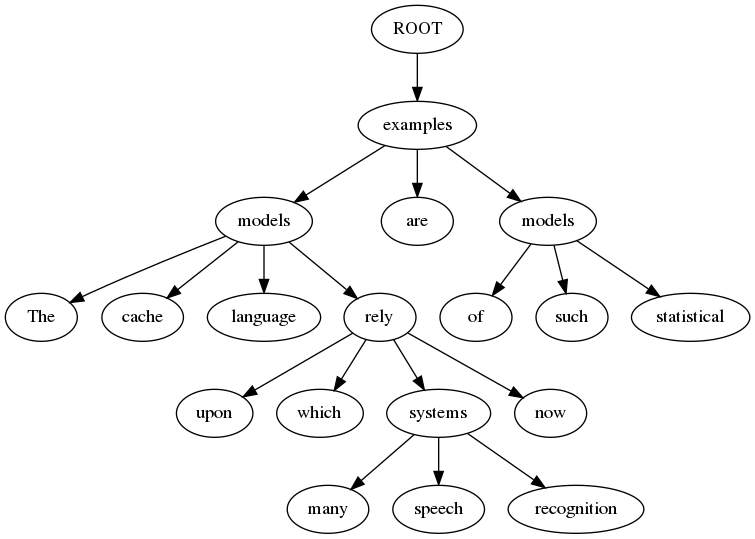 ROOT
examples
models are models
The cache language rely of such statistical
upon which systems now
many speech recognition